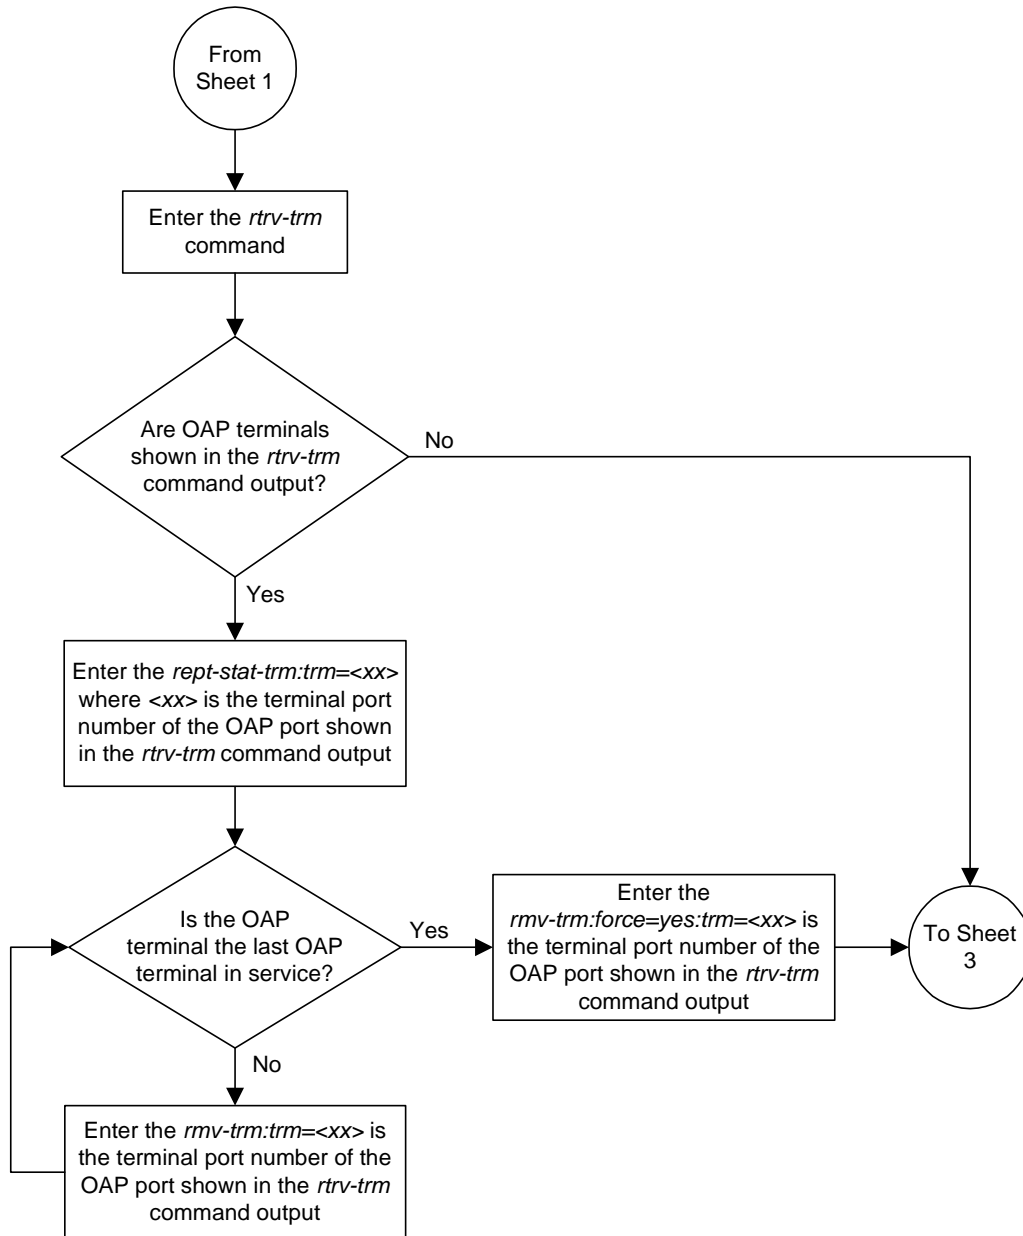 From
Sheet 1
Enter the rtrv-trm
command
Are OAP terminals
shown in the rtrv-trm
command output?
No
Yes
Enter the rept-stat-trm:trm=<xx>
where <xx> is the terminal port
number of the OAP port shown
in the rtrv-trm command output
Is the OAP
terminal the last OAP
terminal in service?
Yes
Enter the
rmv-trm:force=yes:trm=<xx> is
the terminal port number of the
OAP port shown in the rtrv-trm
command output
To Sheet
3
No
Enter the rmv-trm:trm=<xx> is
the terminal port number of the
OAP port shown in the rtrv-trm
command output